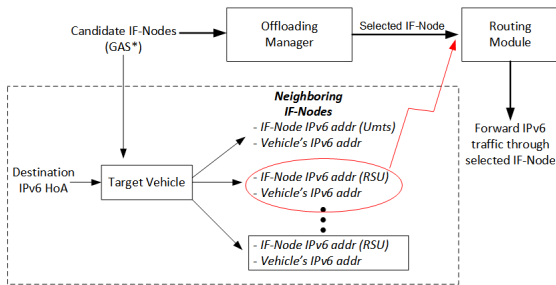 Candidate IF-Nodes
(GAS*)
Offloading
Manager
Selected IF-Node
Routing
Module
Neighboring
IF-Nodes
- IF-Node IPv6 addr (Umts)
- Vehicle's IPv6 addr
Forward IPv6
traffic through
selected IF-Node
Destination
IPv6 HoA
Target Vehicle
- IF-Node IPv6 addr (RSU)
- Vehicle's IPv6 addr
- IF-Node IPv6 addr (RSU)
- Vehicle's IPv6 addr